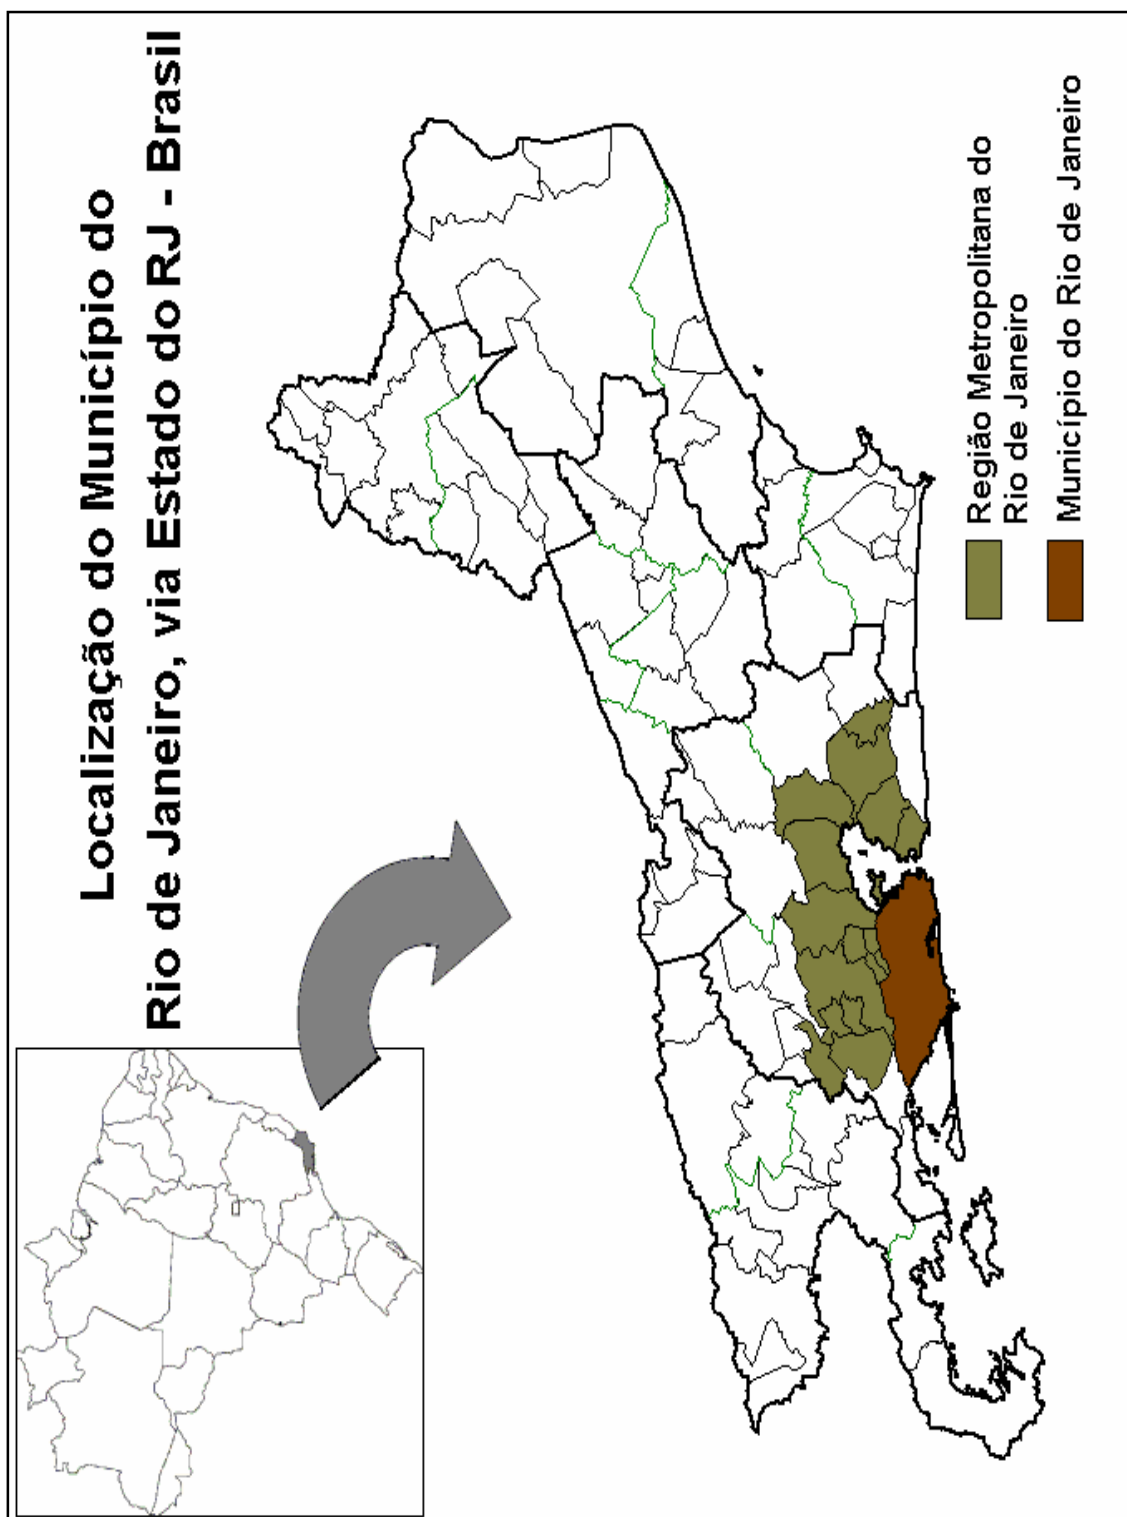 Localização do Município do
Rio de Janeiro, via Estado do RJ - Brasil
Região Metropolitana do
Rio de Janeiro
Município do Rio de Janeiro